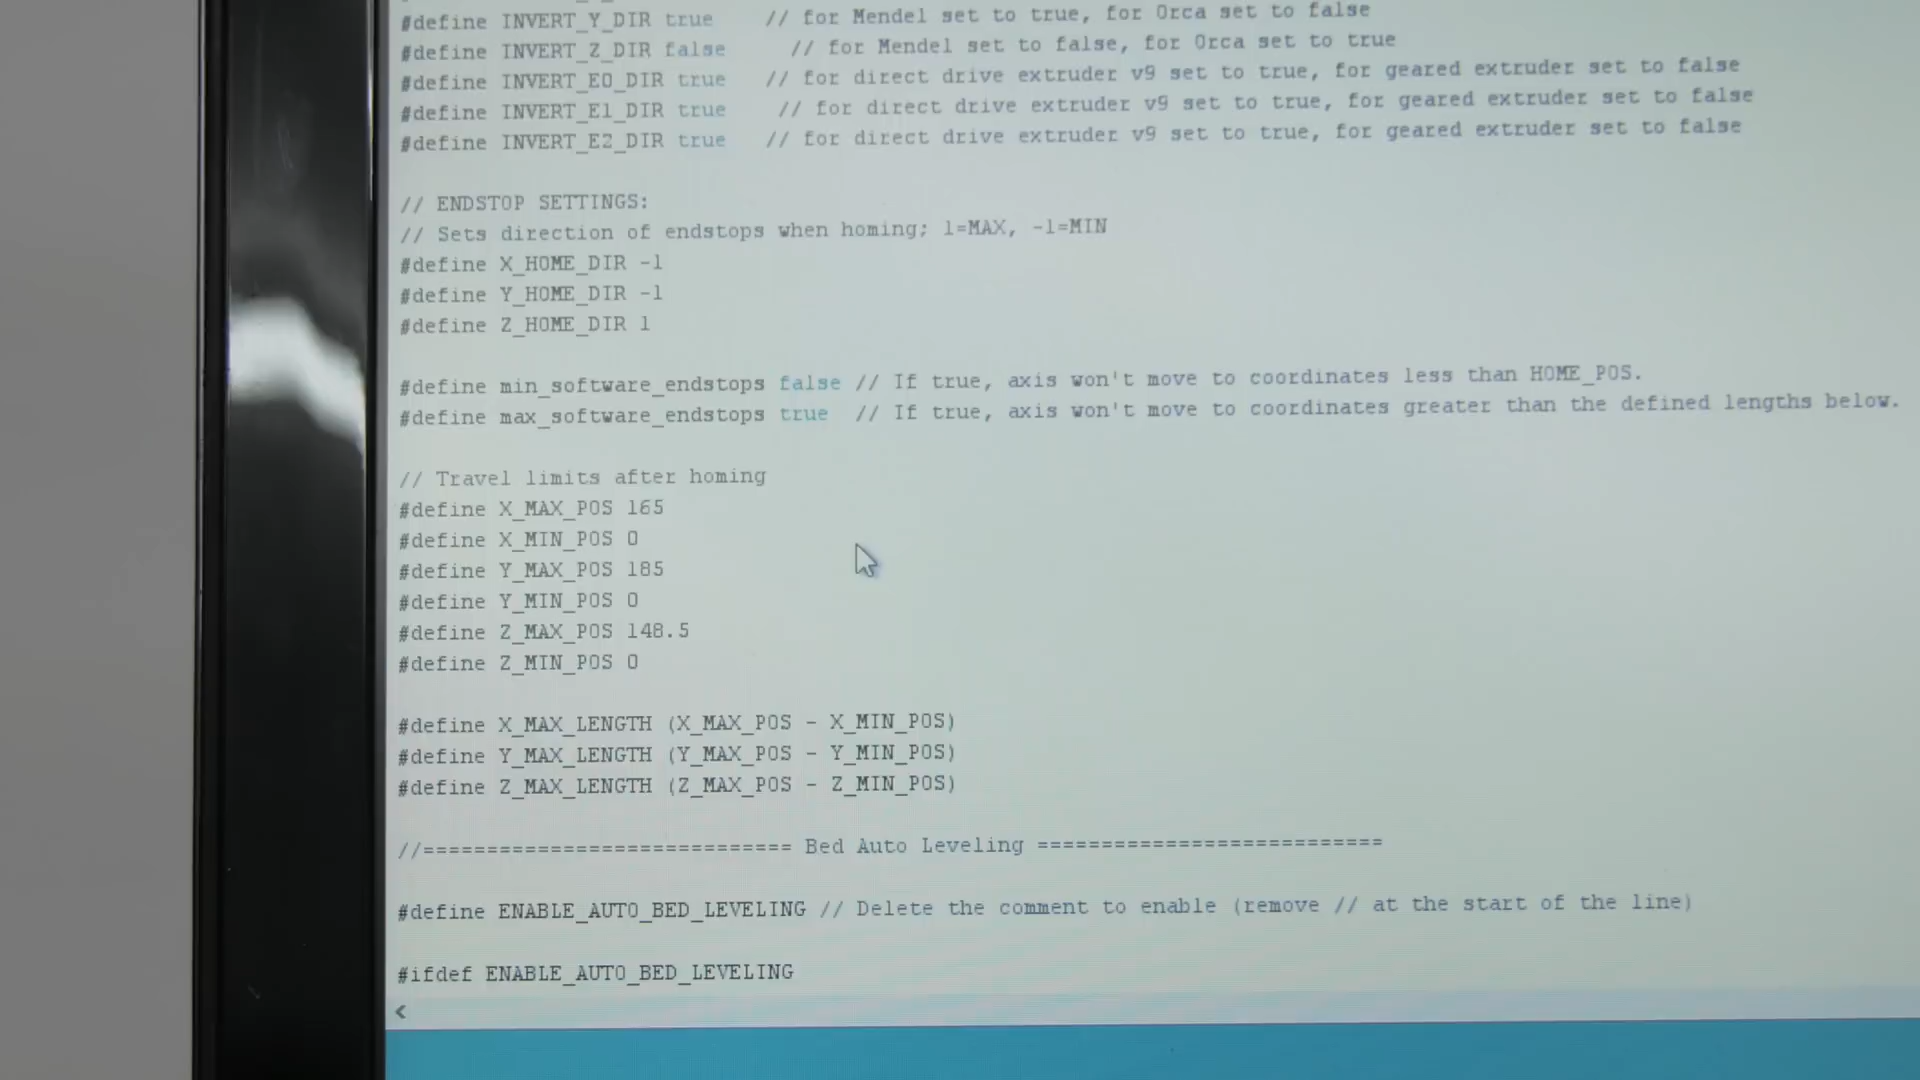 #define INVERT_Y_DIR true    // for Mendel set to true, for Orca set to false
#define INVERT_Z_DIR false     // for Mendel set to false, for Orca set to true
#define INVERT_E0_DIR true   // for direct drive extruder v9 set to true, for geared extruder set to false
#define INVERT_E1_DIR true    // for direct drive extruder v9 set to true, for geared extruder set to false
#define INVERT_E2_DIR true   // for direct drive extruder v9 set to true, for geared extruder set to false
// ENDSTOP SETTINGS:
// Sets direction of endstops when homing; 1=MAX, -1=MIN
#define X_HOME_DIR -1
#define Y_HOME_DIR -1
#define Z_HOME_DIR 1
#define min_software_endstops false // If true, axis won't move to coordinates less than HOME_POS.
#define max_software_endstops true  // If true, axis won't move to coordinates greater than the defined lengths below.
// Travel limits after homing
#define X_MAX_POS 165
#define X_MIN_POS 0
#define Y_MAX_POS 185
#define Y_MIN_POS 0
#define Z_MAX_POS 148.5
#define Z_MIN_POS 0
#define X_MAX_LENGTH (X_MAX_POS - X_MIN_POS)
#define Y_MAX_LENGTH (Y_MAX_POS - Y_MIN_POS)
#define Z_MAX_LENGTH (Z_MAX_POS - Z_MIN_POS)
//============================= Bed Auto Leveling ===========================
#define ENABLE_AUTO_BED_LEVELING // Delete the comment to enable (remove // at the start of the line)
#ifdef ENABLE_AUTO_BED_LEVELING